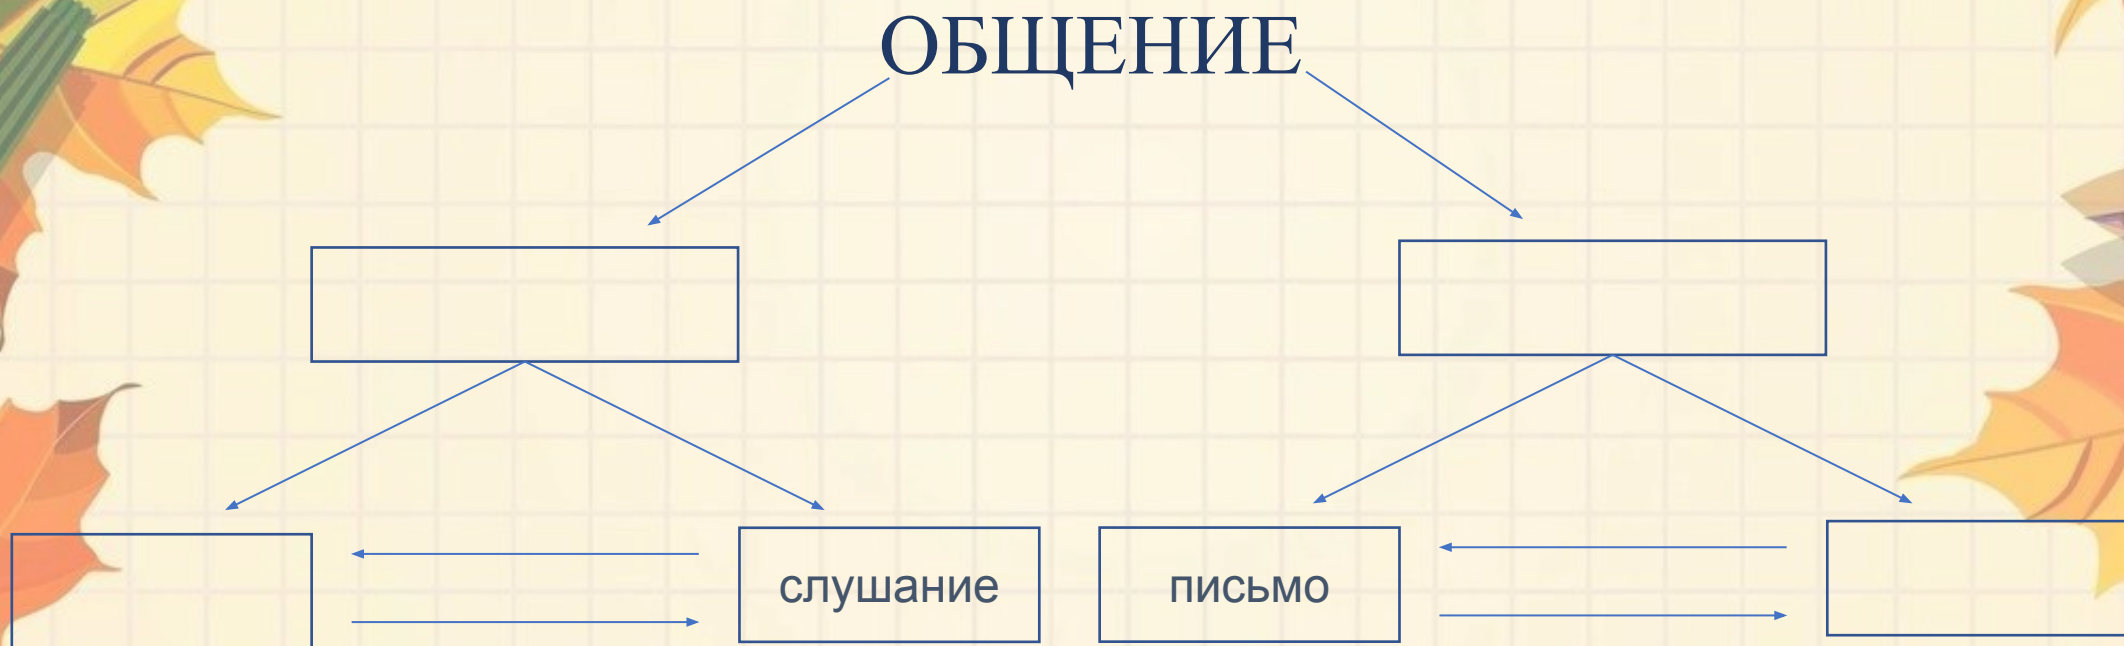 ОБЩЕНИЕ
слушание
письмо